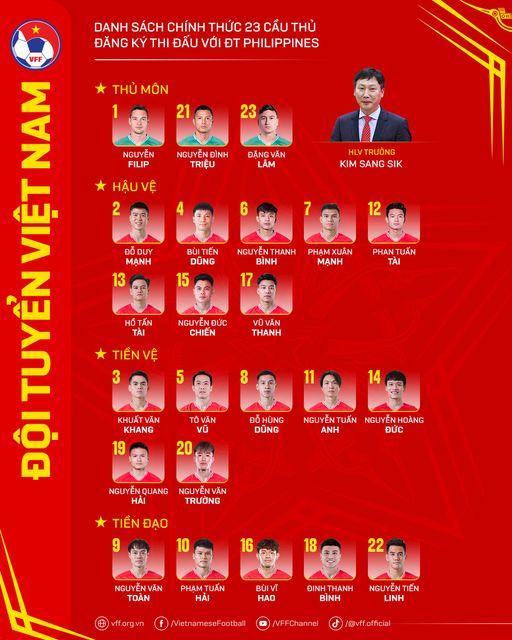 DANH SÁCH CHÍNH THỨC 23 CẦU THỦ
ĐĂNG KÝ THI ĐẤU VỚI ĐT PHILIPPINES
VFF
ĐỘI TUYỂN VIỆT NAM
THỦ MÔN
1
21
23
NGUYỄN
FILIP
NGUYỄN ĐÌNH
TRIỆU
ĐẶNG VĂN
LÂM
HLV TRƯỞNG
KIM SANG SIK
HẬU VỆ
2
4
6
7
12
ĐỖ DUY
MẠNH
BÙI TIẾN
DŨNG
NGUYỄN THANH
BÌNH
PHẠM XUÂN
MẠNH
PHAN TUẤN
TÀI
13
15
17
HỒ TẤN
TÀI
NGUYỄN ĐỨC
CHIẾN
VŨ VĂN
THANH
TIỀN VỆ
3
5
8
11
14
KHUẤT VĂN
KHANG
TÔ VĂN
VŨ
ĐỖ HÙNG
DŨNG
NGUYỄN TUẤN
ANH
NGUYỄN HOÀNG
ĐỨC
19
20
NGUYỄN QUANG
HẢI
NGUYỄN VĂN
TRƯỜNG
TIỀN ĐẠO
9
10
16
18
22
NGUYỄN VĂN
TOÀN
PHẠM TUẤN
HẢI
BÙI VĨ
HAO
ĐINH THANH
BÌNH
NGUYỄN TIẾN
LINH
vff.org.vn
/VietnameseFootball
/VFFChannel
/@vff.official